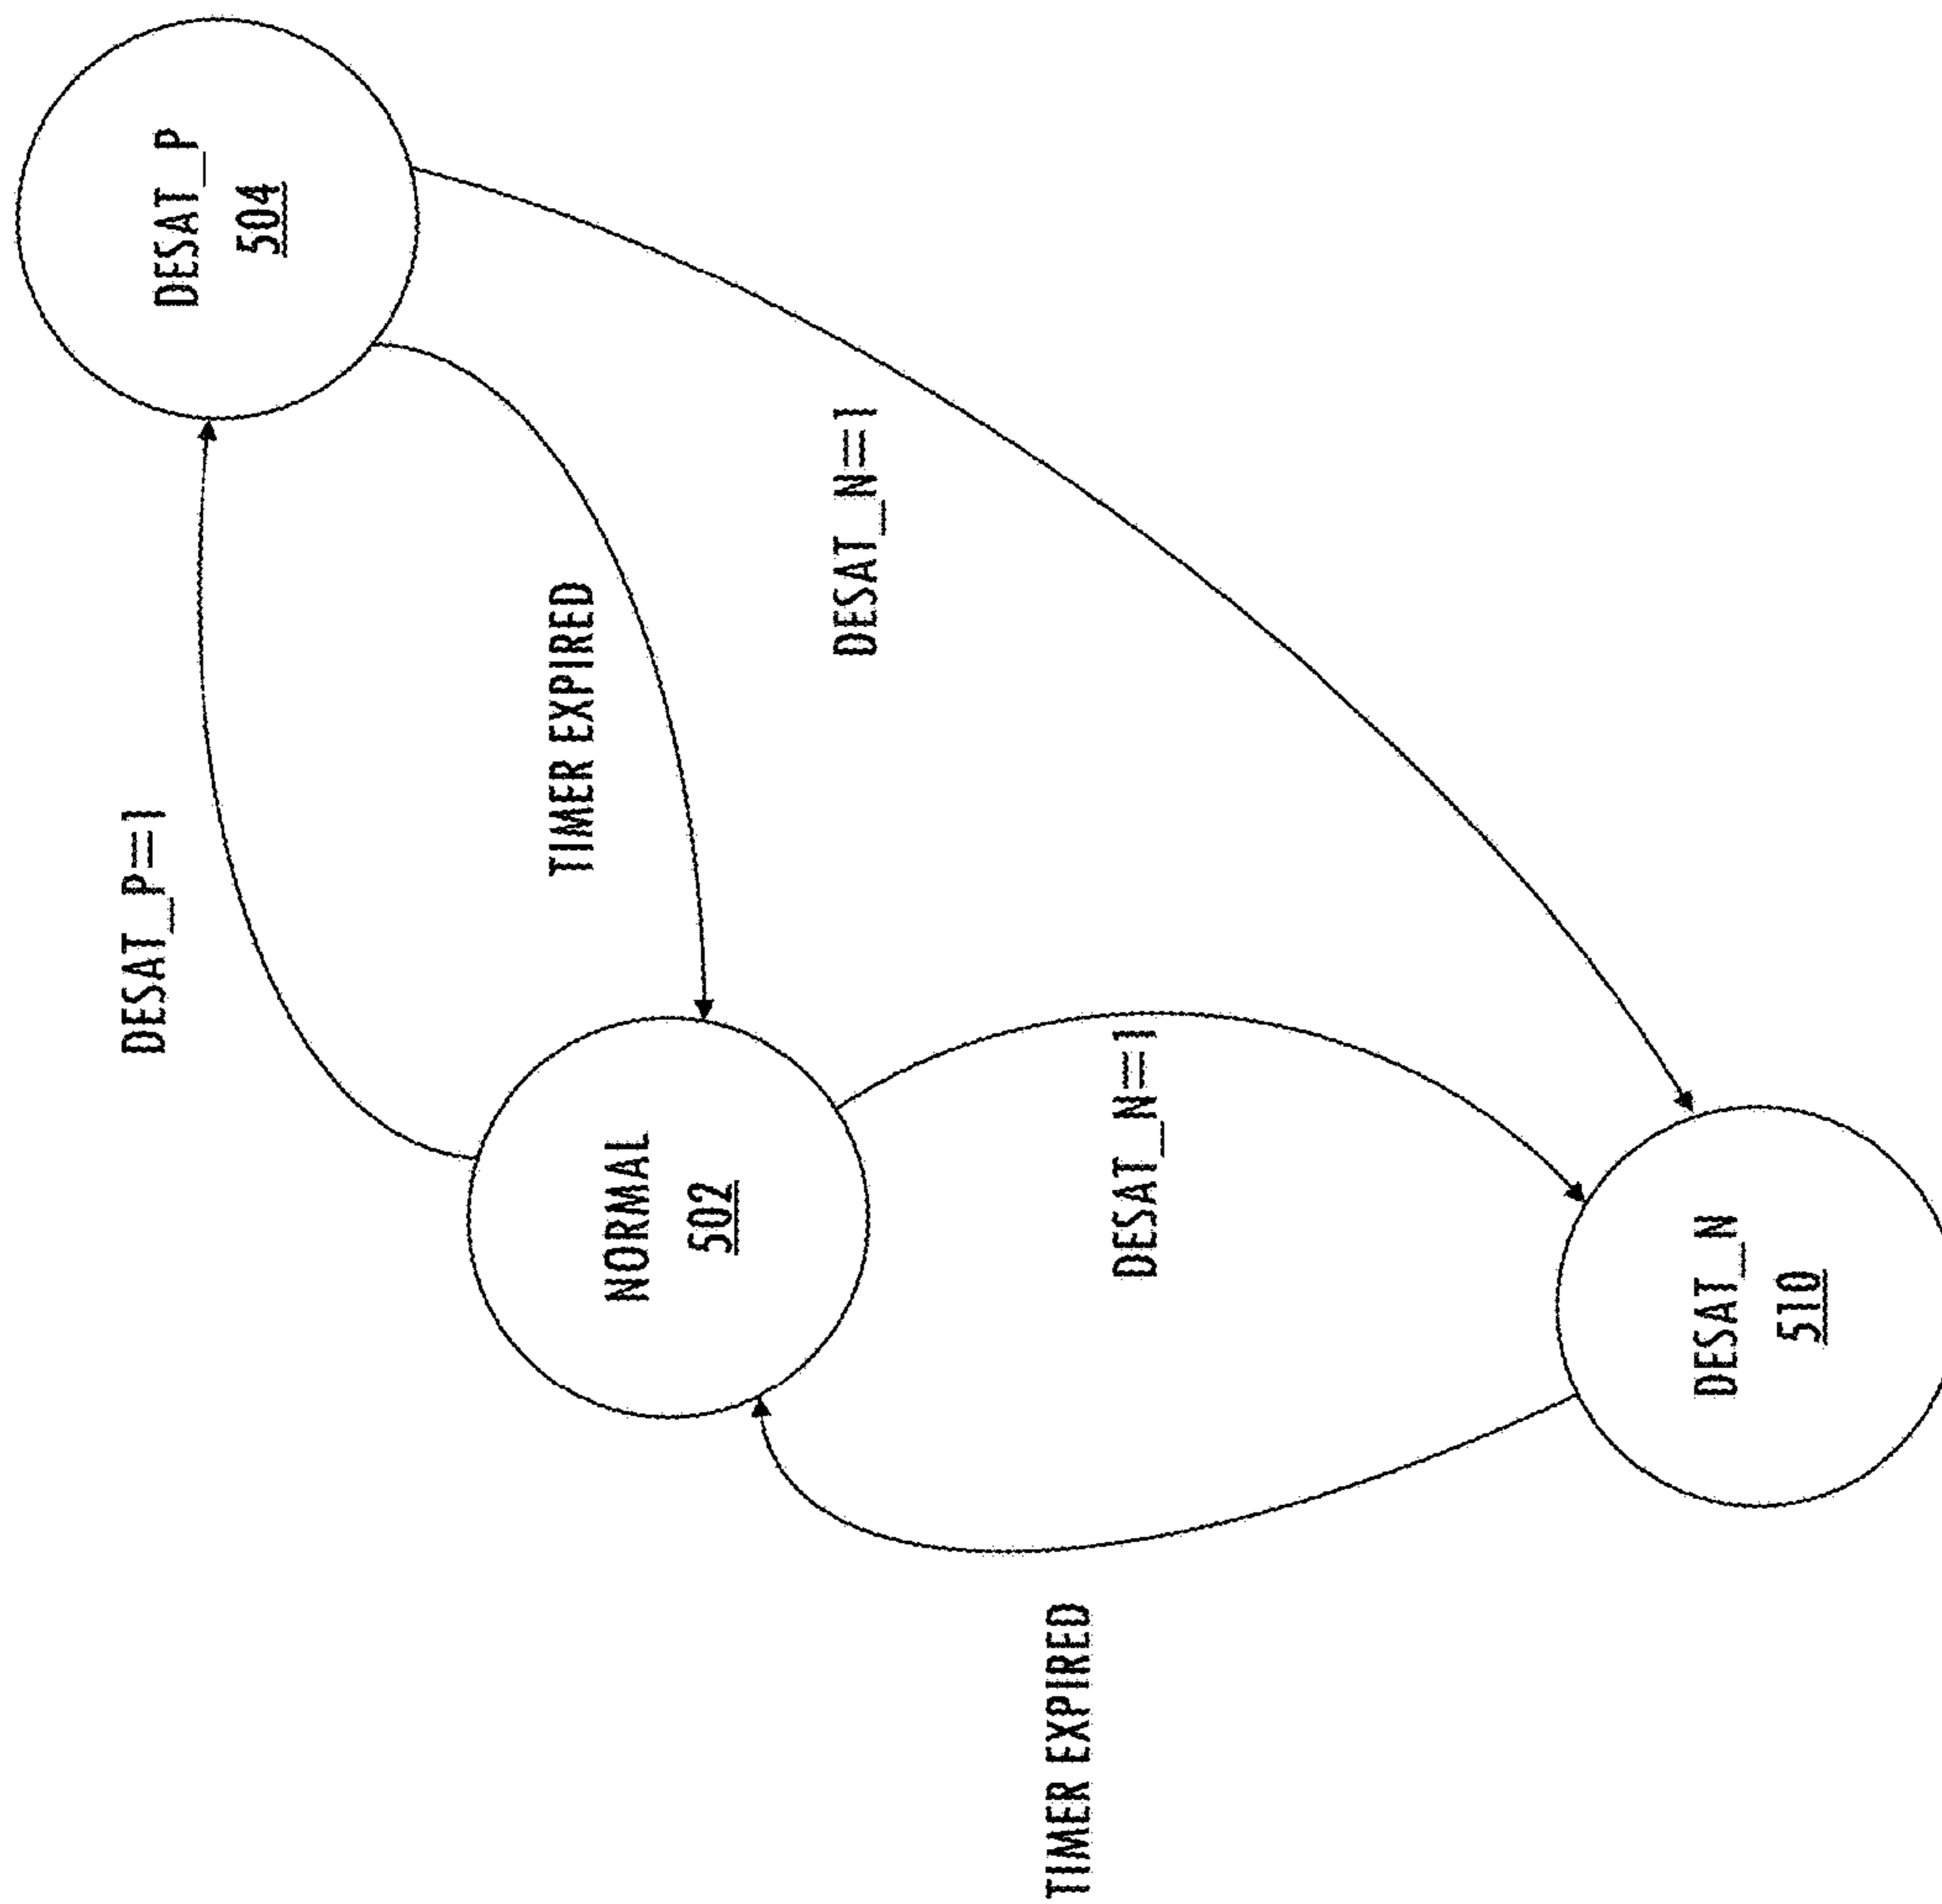 DESAT_P==1
DESAT_P
504
TIMER EXPIRED
NORMAL
502
DESAT_N==1
DESAT_N==1
TIMER EXPIRED
DESAT_N
510